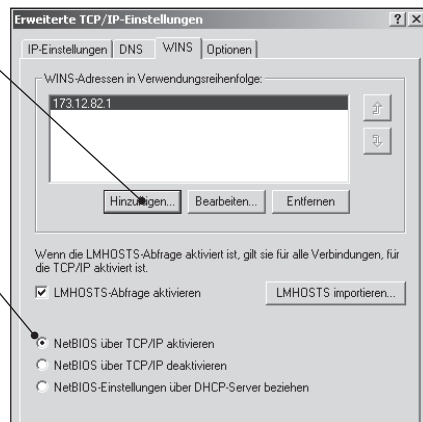 Erweiterte TCP/IP-Einstellungen
IP-Einstellungen DNS WINS Optionen
WINS-Adressen in Verwendungsreihenfolge:
173.12.82.1
Hinzufügen... Bearbeiten... Entfernen
Wenn die LMHOSTS-Abfrage aktiviert ist, gilt sie für alle Verbindungen, für
die TCP/IP aktiviert ist.
LMHOSTS-Abfrage aktivieren LMHOSTS importieren...
NetBIOS über TCP/IP aktivieren
NetBIOS über TCP/IP deaktivieren
NetBIOS-Einstellungen über DHCP-Server beziehen